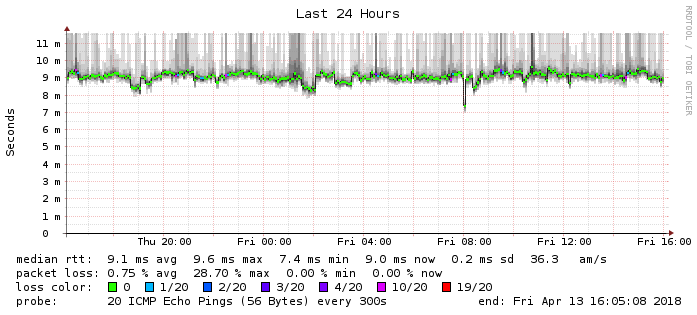 Last 24 Hours
RRDTOOL / TOBI OETIKER
Seconds
11 m
10 m
9 m
8 m
7 m
6 m
5 m
4 m
3 m
2 m
1 m
0
Thu 20:00 Fri 00:00 Fri 04:00 Fri 08:00 Fri 12:00 Fri 16:00
median rtt: 9.1 ms avg 9.6 ms max 7.4 ms min 9.0 ms now 0.2 ms sd 36.3 am/s
packet loss: 0.75 % avg 28.70 % max 0.00 % min 0.00 % now
loss color: 0 1/20 2/20 3/20 4/20 10/20 19/20
probe: 20 ICMP Echo Pings (56 Bytes) every 300s end: Fri Apr 13 16:05:08 2018